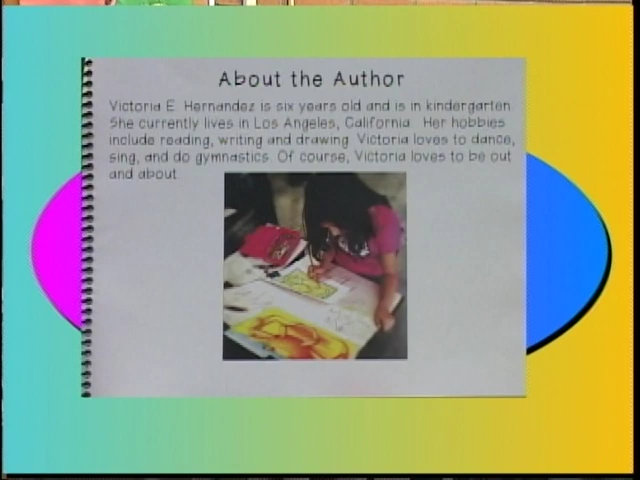 About the Author
Victoria E. Hernandez is six years old and is in kindergarten.
She currently lives in Los Angeles, California. Her hobbies
include reading, writing and drawing. Victoria loves to dance,
sing, and do gymnastics. Of course, Victoria loves to be out
and about.